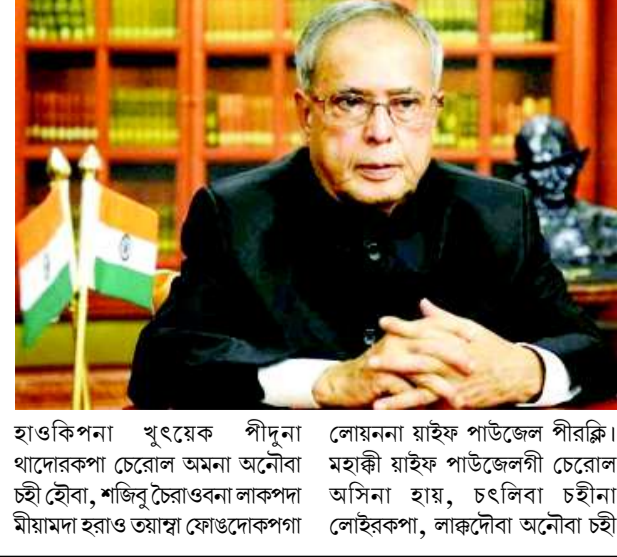 হাওকিপনা খুৎয়েক পীদুনা
থাদোরকপা চেরোল অমনা অনৌবা
চহী হৌবা, শজিবু চৈরাওবনা লাকপদা
মীয়ামদা হরাও তয়াম্বা ফোঙদোকপগা
লোয়ননা য়াইফ পাউজেল পীরক্লি।
মহাক্কী য়াইফ পাউজেলগী চেরোল
অসিনা হায়, চৎলিবা চহীনা
লোইরকপা, লাক্কদৌবা অনৌবা চহী